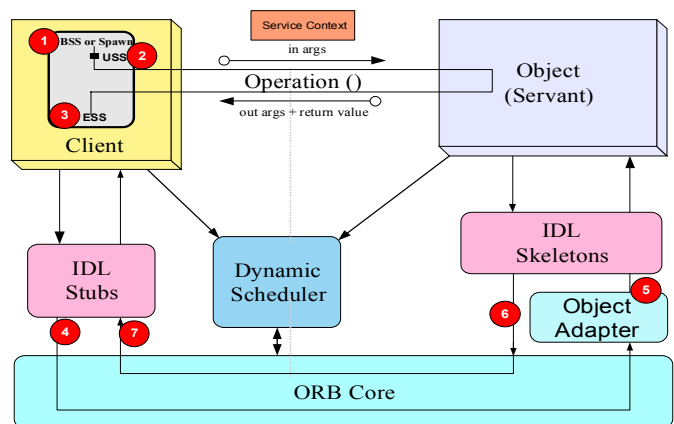 Service Context
1
BSS or Spawn
USS
2
in args
Operation ()
out args + return value
3
ESS
Client
Object
(Servant)
IDL
Stubs
Dynamic
Scheduler
IDL
Skeletons
4
7
6
5
Object
Adapter
ORB Core